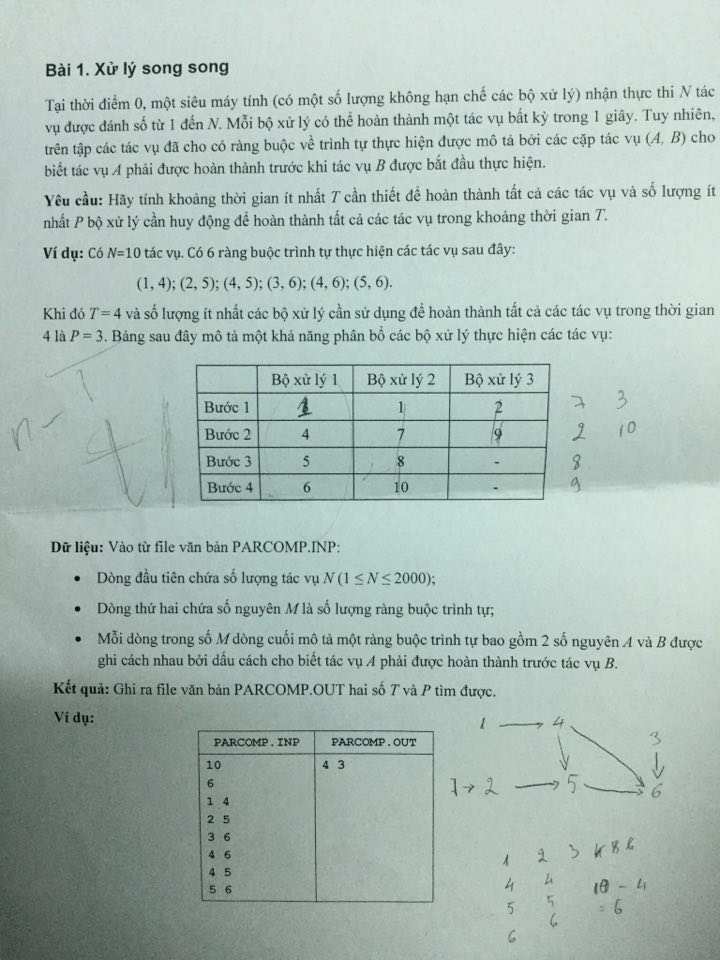 Bài 1. Xử lý song song
Tại thời điểm 0, một siêu máy tính (có một số lượng không hạn chế các bộ xử lý) nhận thực thi N tác
vụ được đánh số từ 1 đến N. Mỗi bộ xử lý có thể hoàn thành một tác vụ bất kỳ trong 1 giây. Tuy nhiên,
trên tập các tác vụ đã cho có ràng buộc về trình tự thực hiện được mô tả bởi các cặp tác vụ (A, B) cho
biết tác vụ A phải được hoàn thành trước khi tác vụ B được bắt đầu thực hiện.
Yêu cầu: Hãy tính khoảng thời gian ít nhất T cần thiết để hoàn thành tất cả các tác vụ và số lượng ít
nhất P bộ xử lý cần huy động để hoàn thành tất cả các tác vụ trong khoảng thời gian T.
Ví dụ: Có N=10 tác vụ. Có 6 ràng buộc trình tự thực hiện các tác vụ sau đây:
(1, 4); (2, 5); (4, 5); (3, 6); (4, 6); (5, 6).
Khi đó T = 4 và số lượng ít nhất các bộ xử lý cần sử dụng để hoàn thành tất cả các tác vụ trong thời gian
4 là P = 3. Bảng sau đây mô tả một khả năng phân bổ các bộ xử lý thực hiện các tác vụ:
Bộ xử lý 1 Bộ xử lý 2 Bộ xử lý 3
Bước 1 1 2 7 3
Bước 2 4 7 9 2 10
Bước 3 5 8 - 8
Bước 4 6 10 - 9
Dữ liệu: Vào từ file văn bản PARCOMP.INP:
• Dòng đầu tiên chứa số lượng tác vụ N (1 ≤ N ≤ 2000);
• Dòng thứ hai chứa số nguyên M là số lượng ràng buộc trình tự;
• Mỗi dòng trong số M dòng cuối mô tả một ràng buộc trình tự bao gồm 2 số nguyên A và B được
ghi cách nhau bởi dấu cách cho biết tác vụ A phải được hoàn thành trước tác vụ B.
Kết quả: Ghi ra file văn bản PARCOMP.OUT hai số T và P tìm được.
Ví dụ:
PARCOMP.INP PARCOMP.OUT
10 4 3
6
1 4
2 5
3 6
4 6
4 5
5 6
1 → 4
3
7 → 2 → 5 → 6
1 2 3
4 4 10 - 4
5 5 = 6
6 6